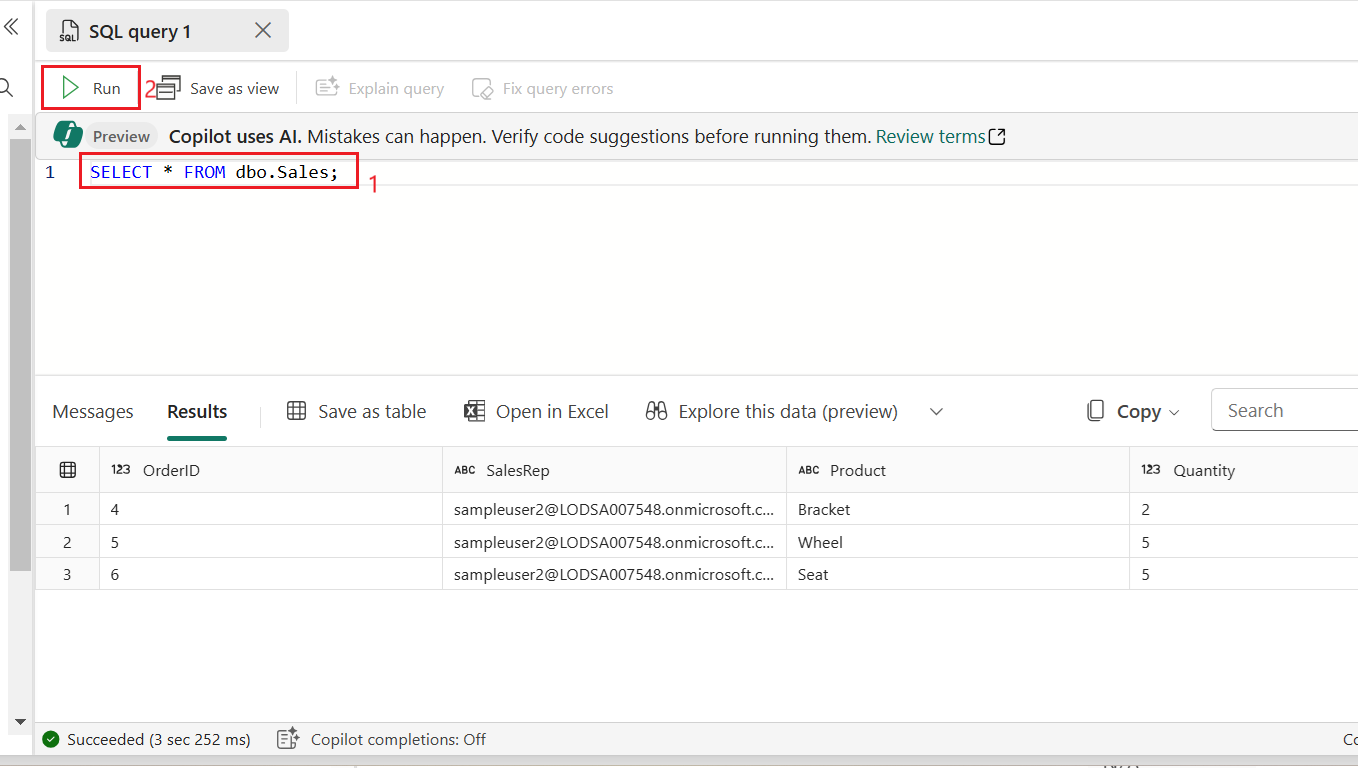 SQL query 1
Run 2 Save as view Explain query Fix query errors
Preview Copilot uses AI. Mistakes can happen. Verify code suggestions before running them. Review terms
1 SELECT * FROM dbo.Sales; 1
Messages Results Save as table Open in Excel Explore this data (preview) Copy Search
123 OrderID ABC SalesRep ABC Product 123 Quantity
1 4 sampleuser2@LODSA007548.onmicrosoft.c... Bracket 2
2 5 sampleuser2@LODSA007548.onmicrosoft.c... Wheel 5
3 6 sampleuser2@LODSA007548.onmicrosoft.c... Seat 5
Succeeded (3 sec 252 ms) Copilot completions: Off